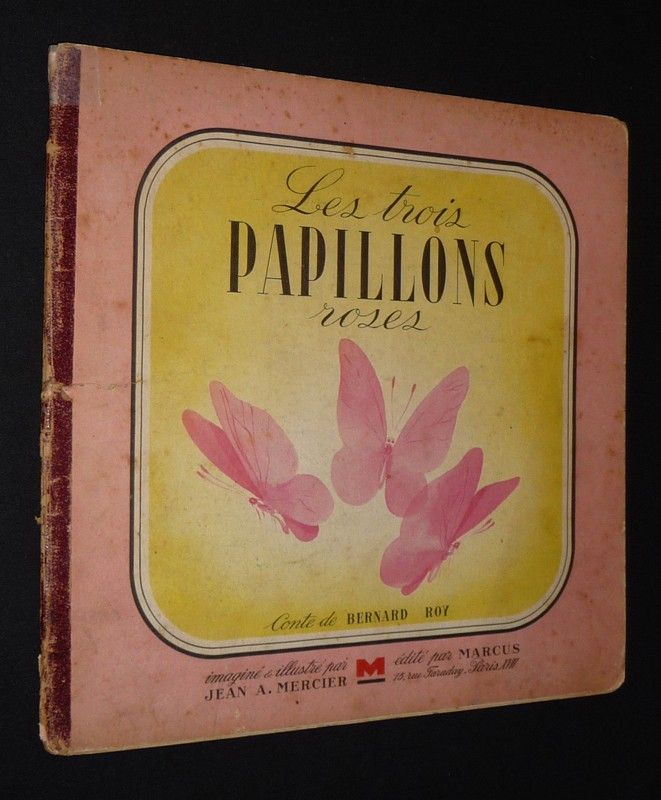 Les trois
PAPILLONS
roses
Conte de BERNARD ROY
imaginé & illustré par
JEAN A. MERCIER
M
édité par MARCUS
15, rue Faraday. Paris XVII